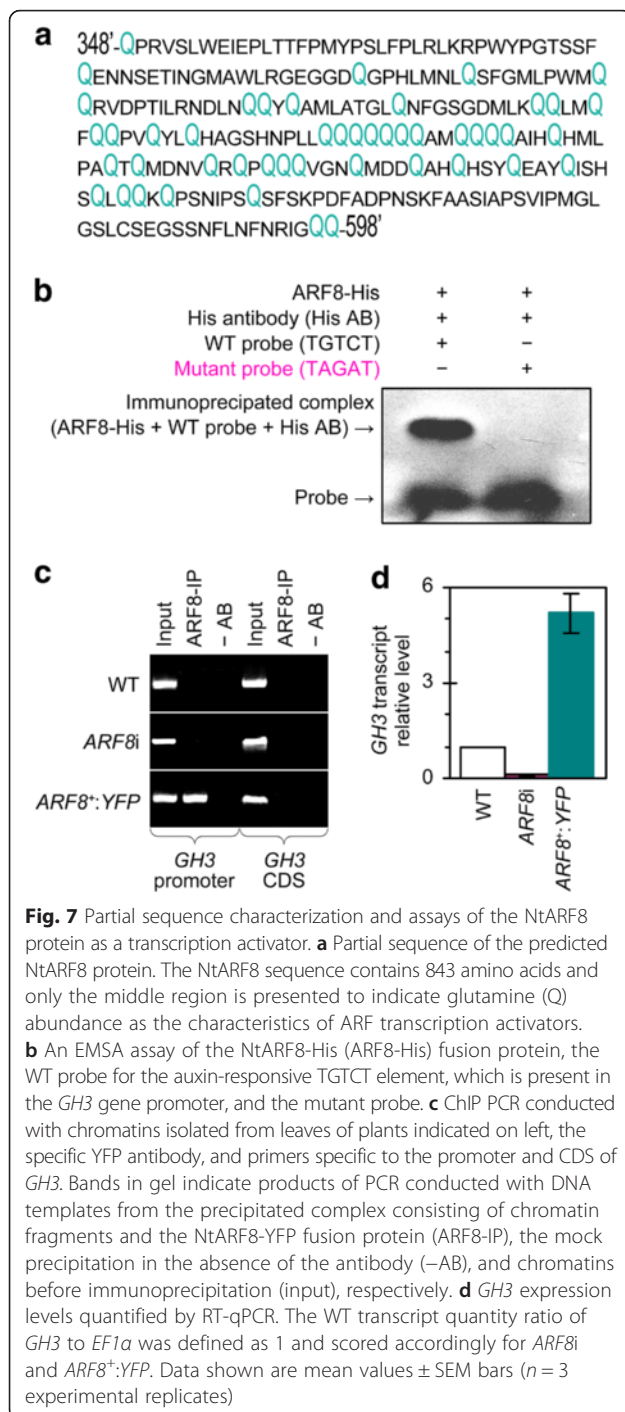 a
348'-QPRVSLWEIEPLTTFPMYPSLFPLRLKRPWYPGTSSF
QENNSETINGMAWLRGEGGDQGPHLMNLQSFGMLPWMQ
QRVDPTILRNDLNQQYQAMLATGLQNFGSGDMLKQQLMQ
FQQPVQYLQHAGSHNPLLQQQQQQQAMQQQQAIHQHML
PAQTQMDNVQRQPQQQVGNQMDDQAHQHSYQEAYQISH
SQLQQKQPSNIPSQSFSKPDFADPNSKFAASIAPSVIPMGL
GSLCSEGSSNFLNFNRIGQQ-598'
b
ARF8-His + +
His antibody (His AB) + +
WT probe (TGTCT) + −
Mutant probe (TAGAT) − +
Immunoprecipated complex
(ARF8-His + WT probe + His AB) →
Probe →
c
Input ARF8-IP − AB Input ARF8-IP − AB
WT
ARF8i
ARF8⁺:YFP
GH3 promoter
GH3 CDS
d
GH3 transcript
relative level
6
3
0
WT ARF8i ARF8⁺:YFP
Fig. 7 Partial sequence characterization and assays of the NtARF8
protein as a transcription activator. a Partial sequence of the predicted
NtARF8 protein. The NtARF8 sequence contains 843 amino acids and
only the middle region is presented to indicate glutamine (Q)
abundance as the characteristics of ARF transcription activators.
b An EMSA assay of the NtARF8-His (ARF8-His) fusion protein, the
WT probe for the auxin-responsive TGTCT element, which is present in
the GH3 gene promoter, and the mutant probe. c ChIP PCR conducted
with chromatins isolated from leaves of plants indicated on left, the
specific YFP antibody, and primers specific to the promoter and CDS of
GH3. Bands in gel indicate products of PCR conducted with DNA
templates from the precipitated complex consisting of chromatin
fragments and the NtARF8-YFP fusion protein (ARF8-IP), the mock
precipitation in the absence of the antibody (−AB), and chromatins
before immunoprecipitation (input), respectively. d GH3 expression
levels quantified by RT-qPCR. The WT transcript quantity ratio of
GH3 to EF1α was defined as 1 and scored accordingly for ARF8i
and ARF8⁺:YFP. Data shown are mean values ± SEM bars (n = 3
experimental replicates)